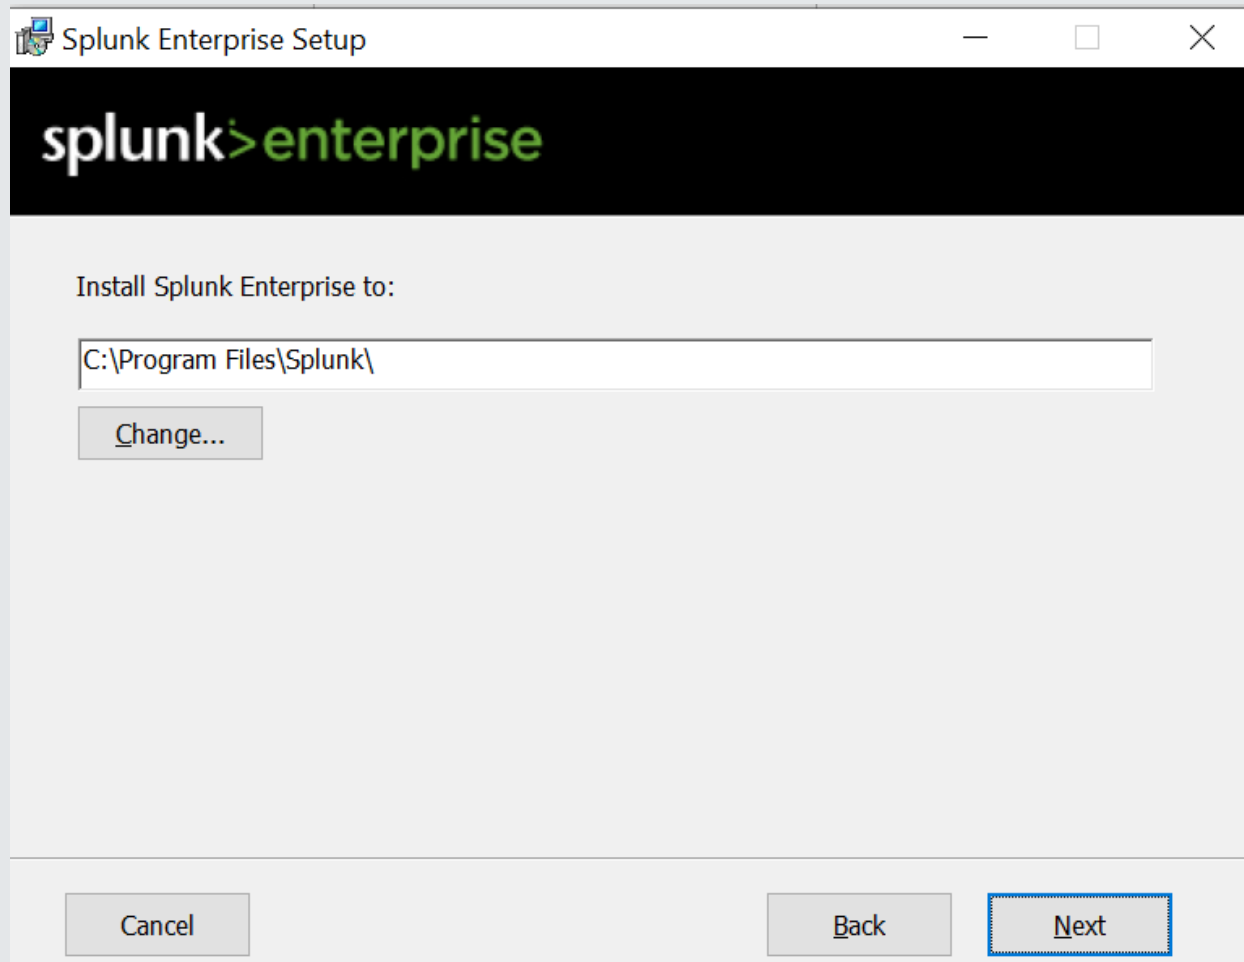 Splunk Enterprise Setup
splunk>enterprise
Install Splunk Enterprise to:
C:\Program Files\Splunk\
Change...
Cancel
Back
Next